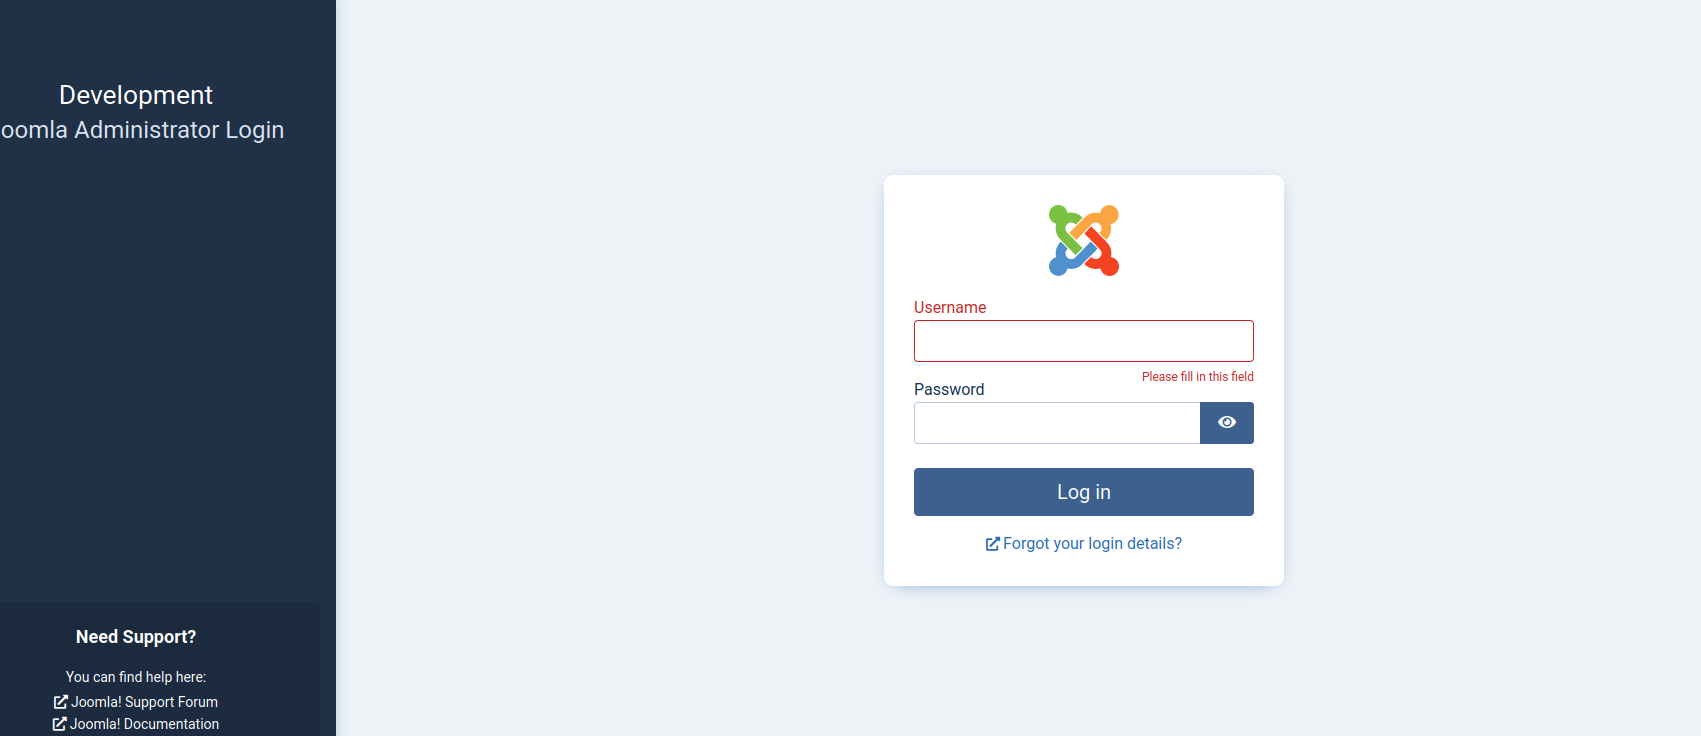 Development
oomla Administrator Login
Need Support?
You can find help here:
Joomla! Support Forum
Joomla! Documentation
Username
Please fill in this field
Password
Log in
Forgot your login details?